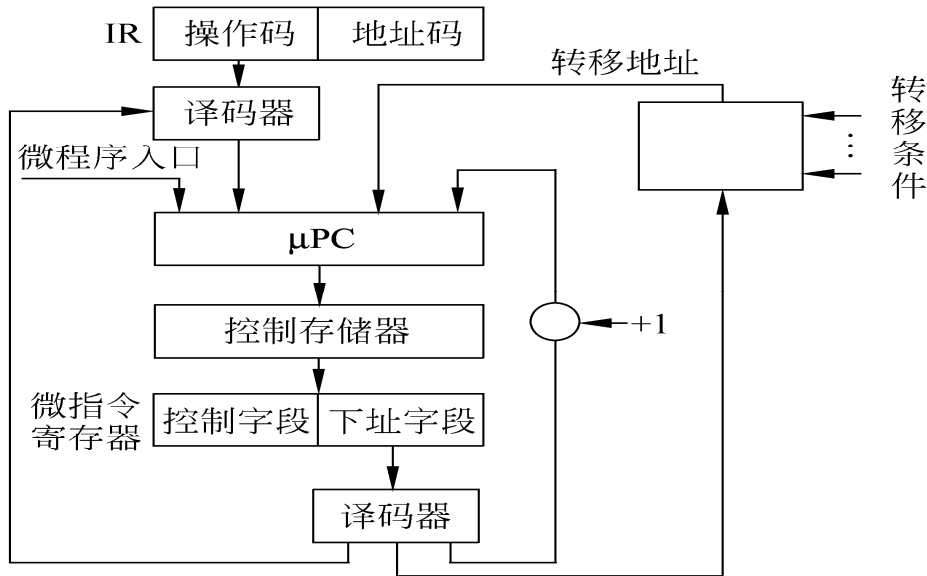 IR 操作码 地址码
转移地址
译码器
转移条件
⋮
微程序入口
μPC
控制存储器
+1
微指令
寄存器
控制字段 下址字段
译码器